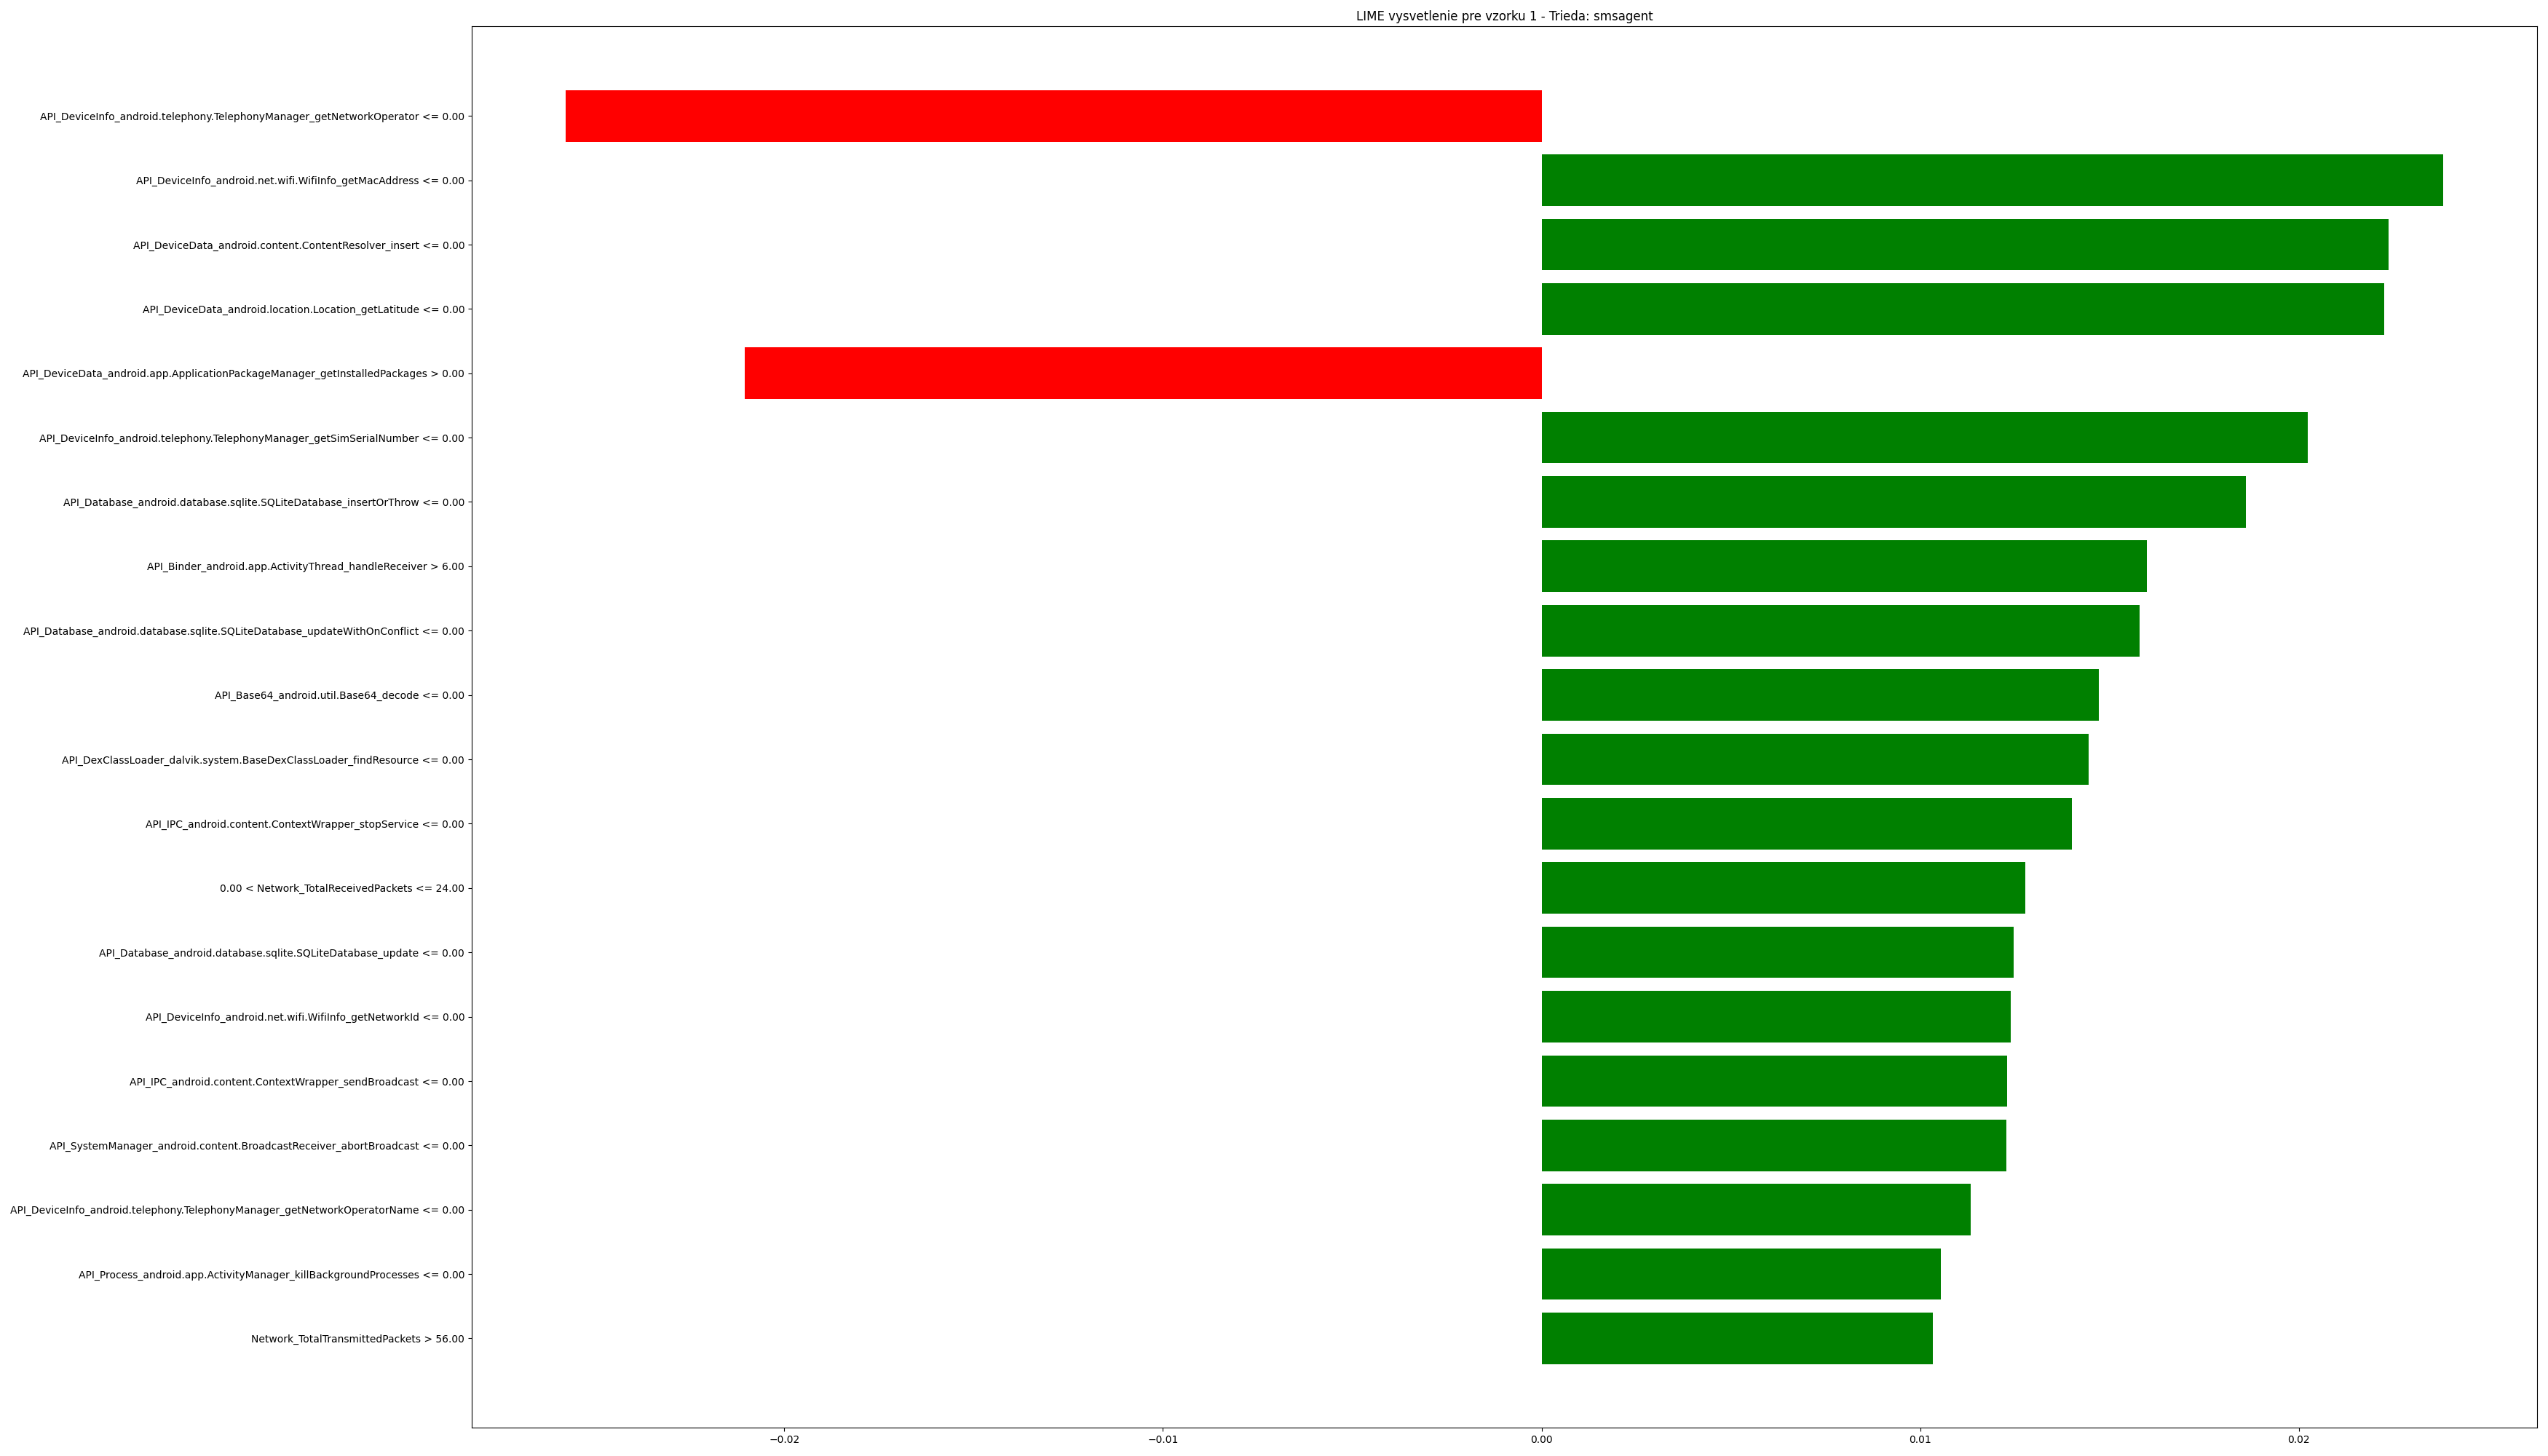 LIME vysvetlenie pre vzorku 1 - Trieda: smsagent
API_DeviceInfo_android.telephony.TelephonyManager_getNetworkOperator <= 0.00
API_DeviceInfo_android.net.wifi.WifiInfo_getMacAddress <= 0.00
API_DeviceData_android.content.ContentResolver_insert <= 0.00
API_DeviceData_android.location.Location_getLatitude <= 0.00
API_DeviceData_android.app.ApplicationPackageManager_getInstalledPackages > 0.00
API_DeviceInfo_android.telephony.TelephonyManager_getSimSerialNumber <= 0.00
API_Database_android.database.sqlite.SQLiteDatabase_insertOrThrow <= 0.00
API_Binder_android.app.ActivityThread_handleReceiver > 6.00
API_Database_android.database.sqlite.SQLiteDatabase_updateWithOnConflict <= 0.00
API_Base64_android.util.Base64_decode <= 0.00
API_DexClassLoader_dalvik.system.BaseDexClassLoader_findResource <= 0.00
API_IPC_android.content.ContextWrapper_stopService <= 0.00
0.00 < Network_TotalReceivedPackets <= 24.00
API_Database_android.database.sqlite.SQLiteDatabase_update <= 0.00
API_DeviceInfo_android.net.wifi.WifiInfo_getNetworkId <= 0.00
API_IPC_android.content.ContextWrapper_sendBroadcast <= 0.00
API_SystemManager_android.content.BroadcastReceiver_abortBroadcast <= 0.00
API_DeviceInfo_android.telephony.TelephonyManager_getNetworkOperatorName <= 0.00
API_Process_android.app.ActivityManager_killBackgroundProcesses <= 0.00
Network_TotalTransmittedPackets > 56.00
−0.02 −0.01 0.00 0.01 0.02